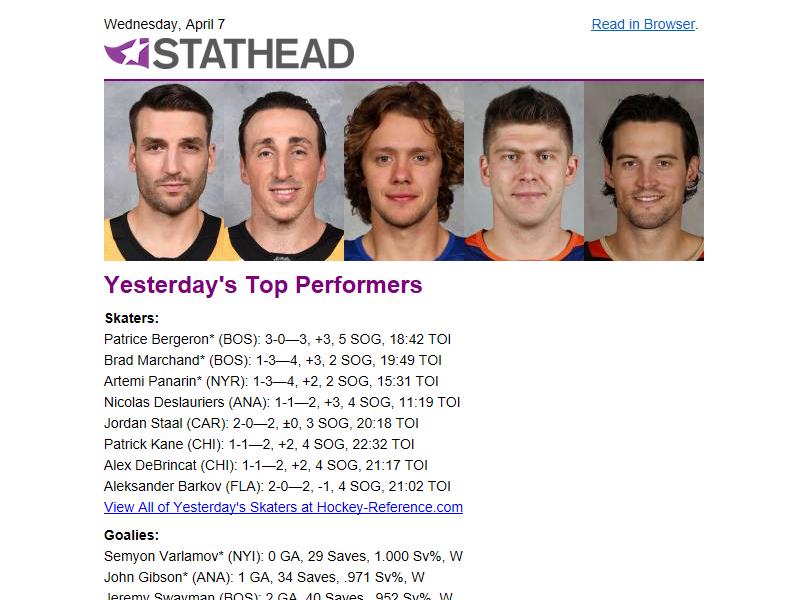 Wednesday, April 7
Read in Browser.
STATHEAD
Yesterday's Top Performers
Skaters:
Patrice Bergeron* (BOS): 3-0—3, +3, 5 SOG, 18:42 TOI
Brad Marchand* (BOS): 1-3—4, +3, 2 SOG, 19:49 TOI
Artemi Panarin* (NYR): 1-3—4, +2, 2 SOG, 15:31 TOI
Nicolas Deslauriers (ANA): 1-1—2, +3, 4 SOG, 11:19 TOI
Jordan Staal (CAR): 2-0—2, ±0, 3 SOG, 20:18 TOI
Patrick Kane (CHI): 1-1—2, +2, 4 SOG, 22:32 TOI
Alex DeBrincat (CHI): 1-1—2, +2, 4 SOG, 21:17 TOI
Aleksander Barkov (FLA): 2-0—2, -1, 4 SOG, 21:02 TOI
View All of Yesterday's Skaters at Hockey-Reference.com
Goalies:
Semyon Varlamov* (NYI): 0 GA, 29 Saves, 1.000 Sv%, W
John Gibson* (ANA): 1 GA, 34 Saves, .971 Sv%, W
Jeremy Swayman (BOS): 2 GA, 40 Saves, .952 Sv%, W